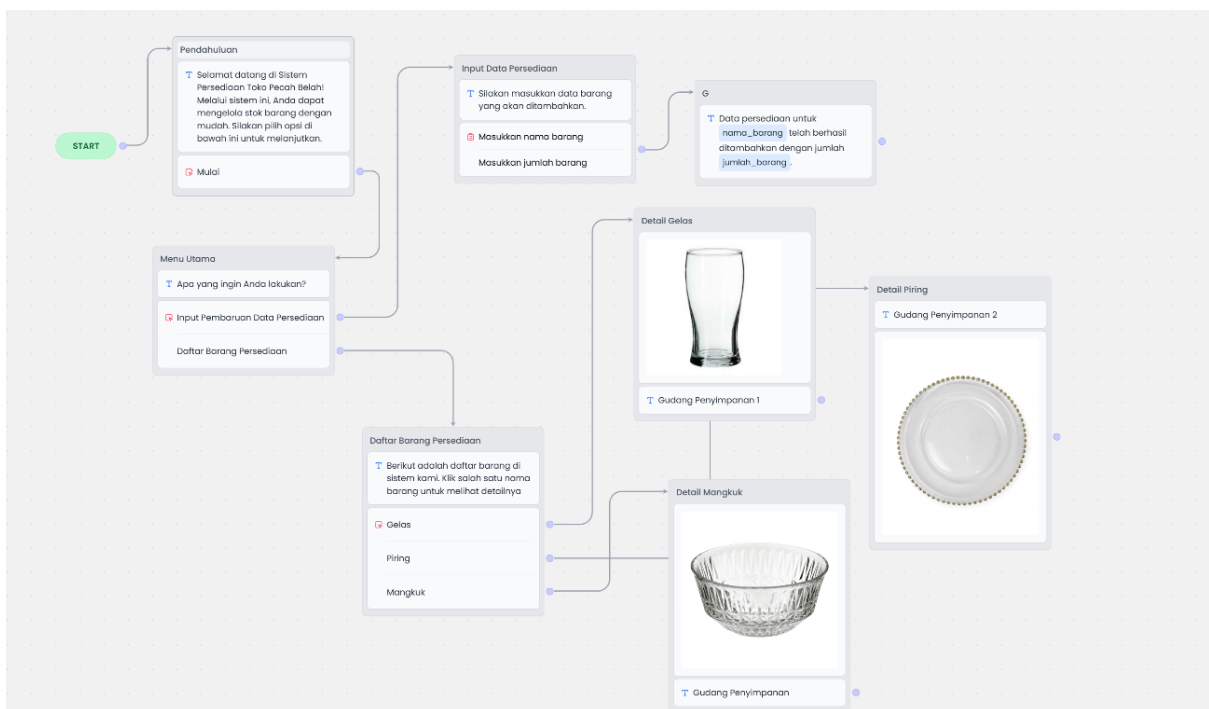 START
Pendahuluan
Selamat datang di Sistem
Persediaan Toko Pecah Belah!
Melalui sistem ini, Anda dapat
mengelola stok barang dengan
mudah. Silakan pilih opsi di
bawah ini untuk melanjutkan.
Mulai
Menu Utama
Apa yang ingin Anda lakukan?
Input Pembaruan Data Persediaan
Daftar Barang Persediaan
Input Data Persediaan
Silakan masukkan data barang
yang akan ditambahkan.
Masukkan nama barang
Masukkan jumlah barang
G
Data persediaan untuk
nama_barang telah berhasil
ditambahkan dengan jumlah
jumlah_barang .
Daftar Barang Persediaan
Berikut adalah daftar barang di
sistem kami. Klik salah satu nama
barang untuk melihat detailnya
Gelas
Piring
Mangkuk
Detail Gelas
Gudang Penyimpanan 1
Detail Piring
Gudang Penyimpanan 2
Detail Mangkuk
Gudang Penyimpanan